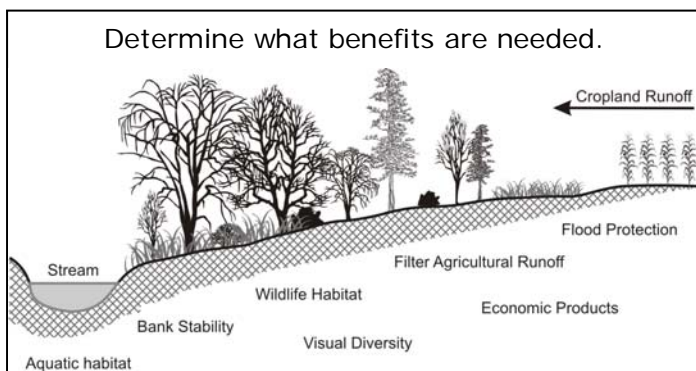 Determine what benefits are needed.
Cropland Runoff
Flood Protection
Stream
Filter Agricultural Runoff
Wildlife Habitat
Economic Products
Bank Stability
Visual Diversity
Aquatic habitat